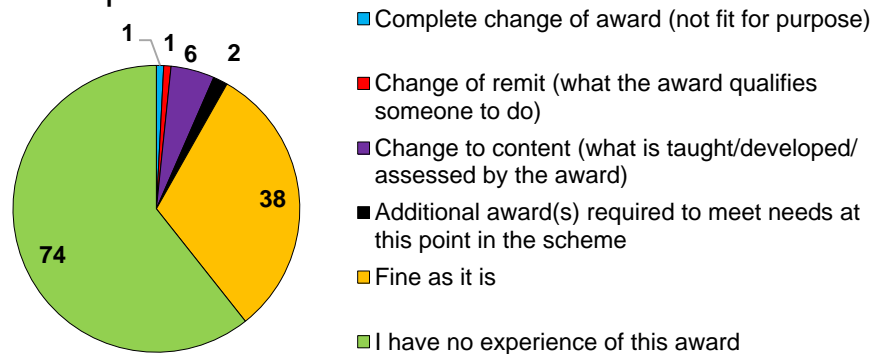 1
1
6
2
38
74
Complete change of award (not fit for purpose)
Change of remit (what the award qualifies
someone to do)
Change to content (what is taught/developed/
assessed by the award)
Additional award(s) required to meet needs at
this point in the scheme
Fine as it is
I have no experience of this award